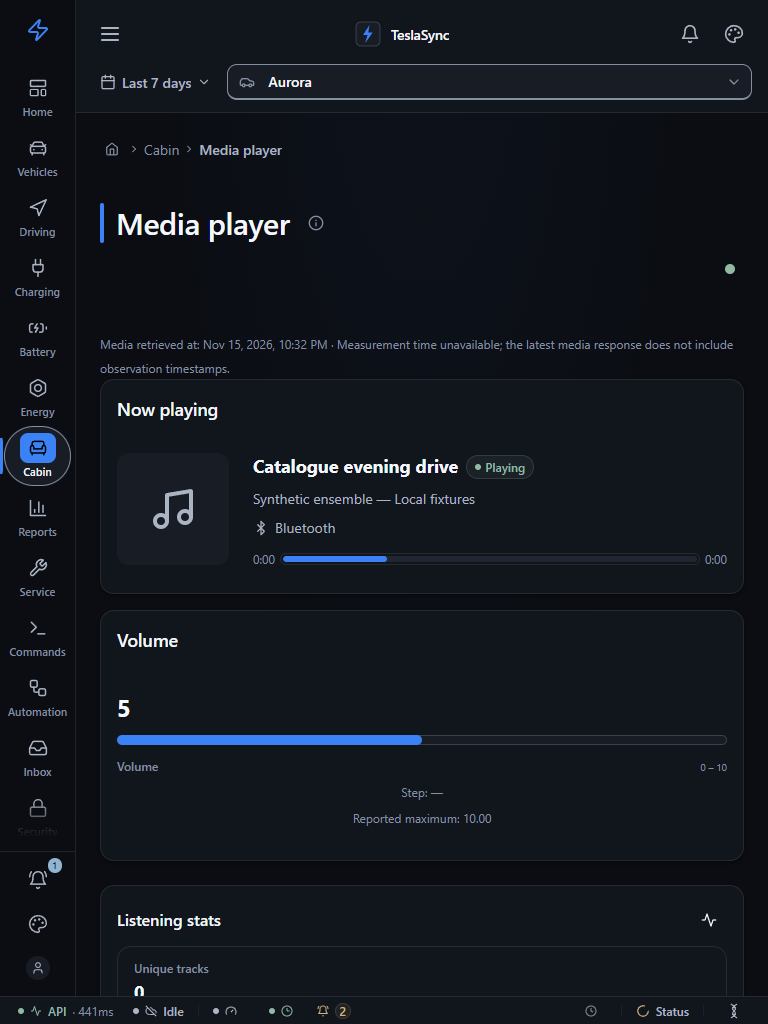 TeslaSync
Last 7 days
Aurora
Home
Vehicles
Driving
Charging
Battery
Energy
Cabin
Reports
Service
Commands
Automation
Inbox
Security
1
Cabin
Media player
Media player
Media retrieved at: Nov 15, 2026, 10:32 PM · Measurement time unavailable; the latest media response does not include
observation timestamps.
Now playing
Catalogue evening drive
Playing
Synthetic ensemble — Local fixtures
Bluetooth
0:00
0:00
Volume
5
Volume
0 – 10
Step: —
Reported maximum: 10.00
Listening stats
Unique tracks
0
API · 441ms
Idle
2
Status